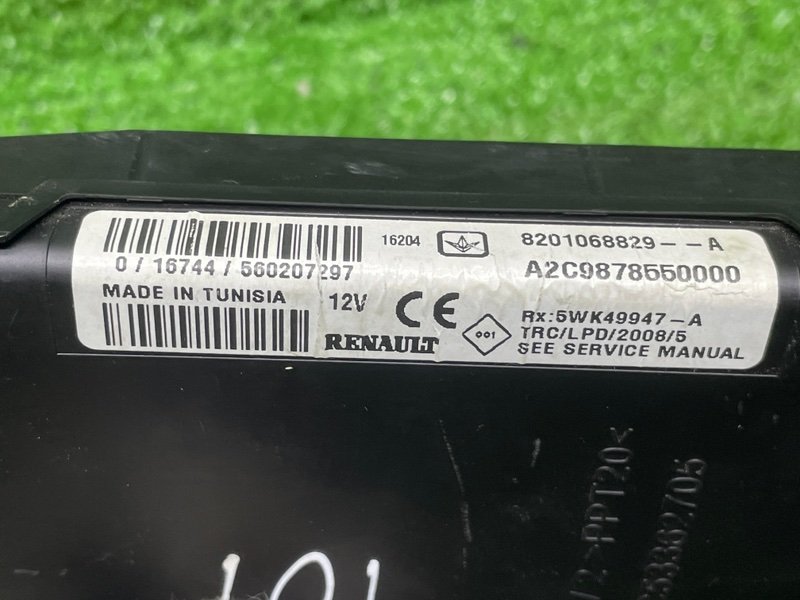 16204
8201068829--A
0/16744/560207297
A2C9878550000
MADE IN TUNISIA
12V
CE
Rx:5WK49947-A
TRC/LPD/2008/5
RENAULT
001
SEE SERVICE MANUAL
>PPT20<